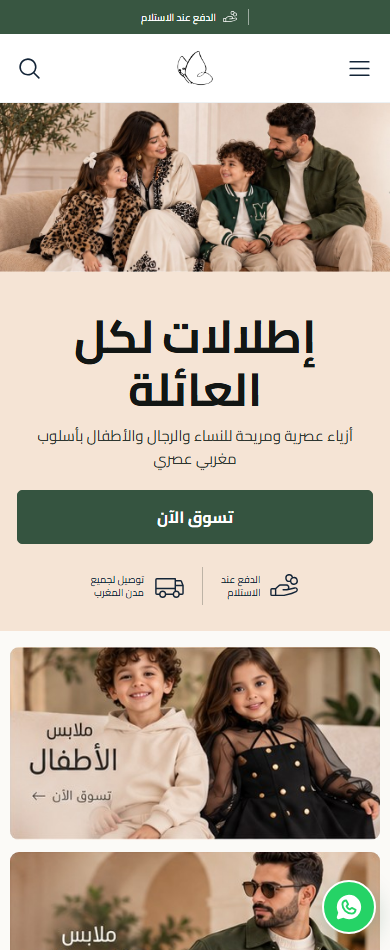 الدفع عند الاستلام
إطلالات لكل
العائلة
أزياء عصرية ومريحة للنساء والرجال والأطفال بأسلوب
مغربي عصري
تسوق الآن
الدفع عند
الاستلام
توصيل لجميع
مدن المغرب
ملابس
الأطفال
تسوق الآن ←
ملابس